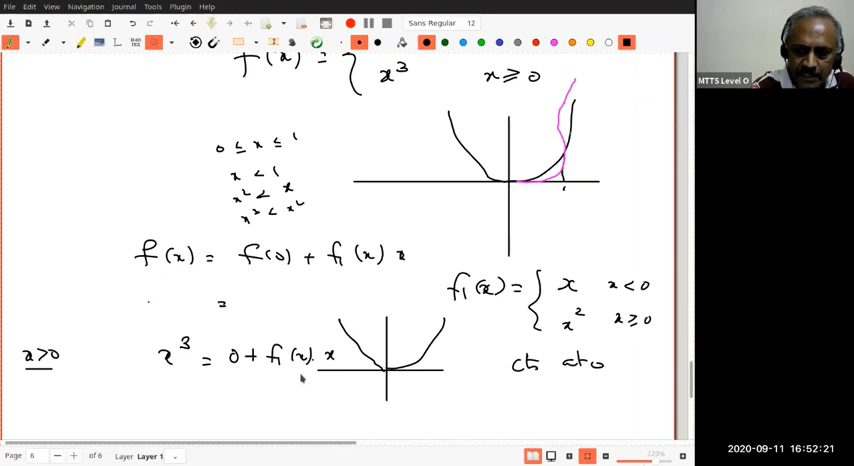 File Edit View Navigation Journal Tools Plugin Help
Sans Regular 12
f(x) = {
x³ x ≥ 0
MTTS Level O
0 ≤ x ≤ 1
x < 1
x² < x
x³ < x²
1
f(x) = f(0) + f₁(x) x
f₁(x) = { x x < 0
x² x ≥ 0
=
x > 0 x³ = 0 + f₁(x). x
cts at 0
Page 6 of 6 Layer Layer 1 229%
2020-09-11 16:52:21